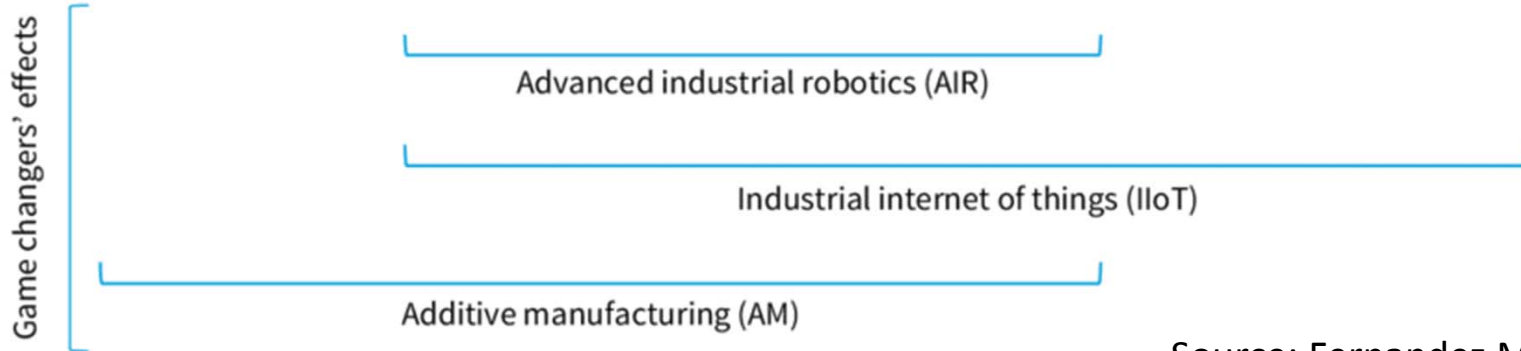 Game changers' effects
Advanced industrial robotics (AIR)
Industrial internet of things (IIoT)
Additive manufacturing (AM)
Source: Fernandez